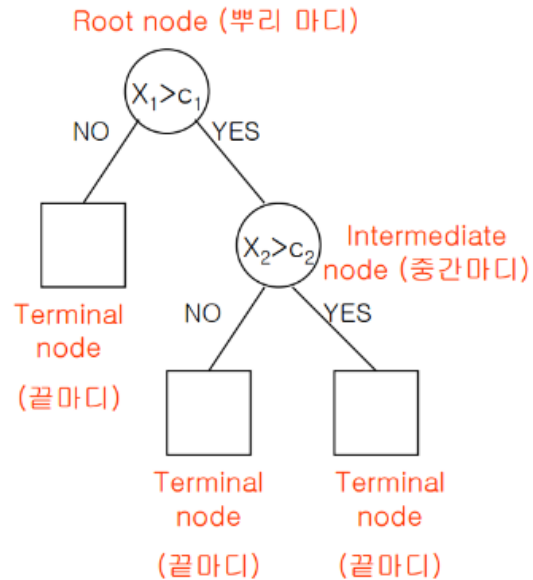 Root node (뿌리 마디)
X₁>c₁
NO
YES
X₂>c₂
Intermediate
node (중간마디)
Terminal
node
(끝마디)
NO
YES
Terminal
node
(끝마디)
Terminal
node
(끝마디)